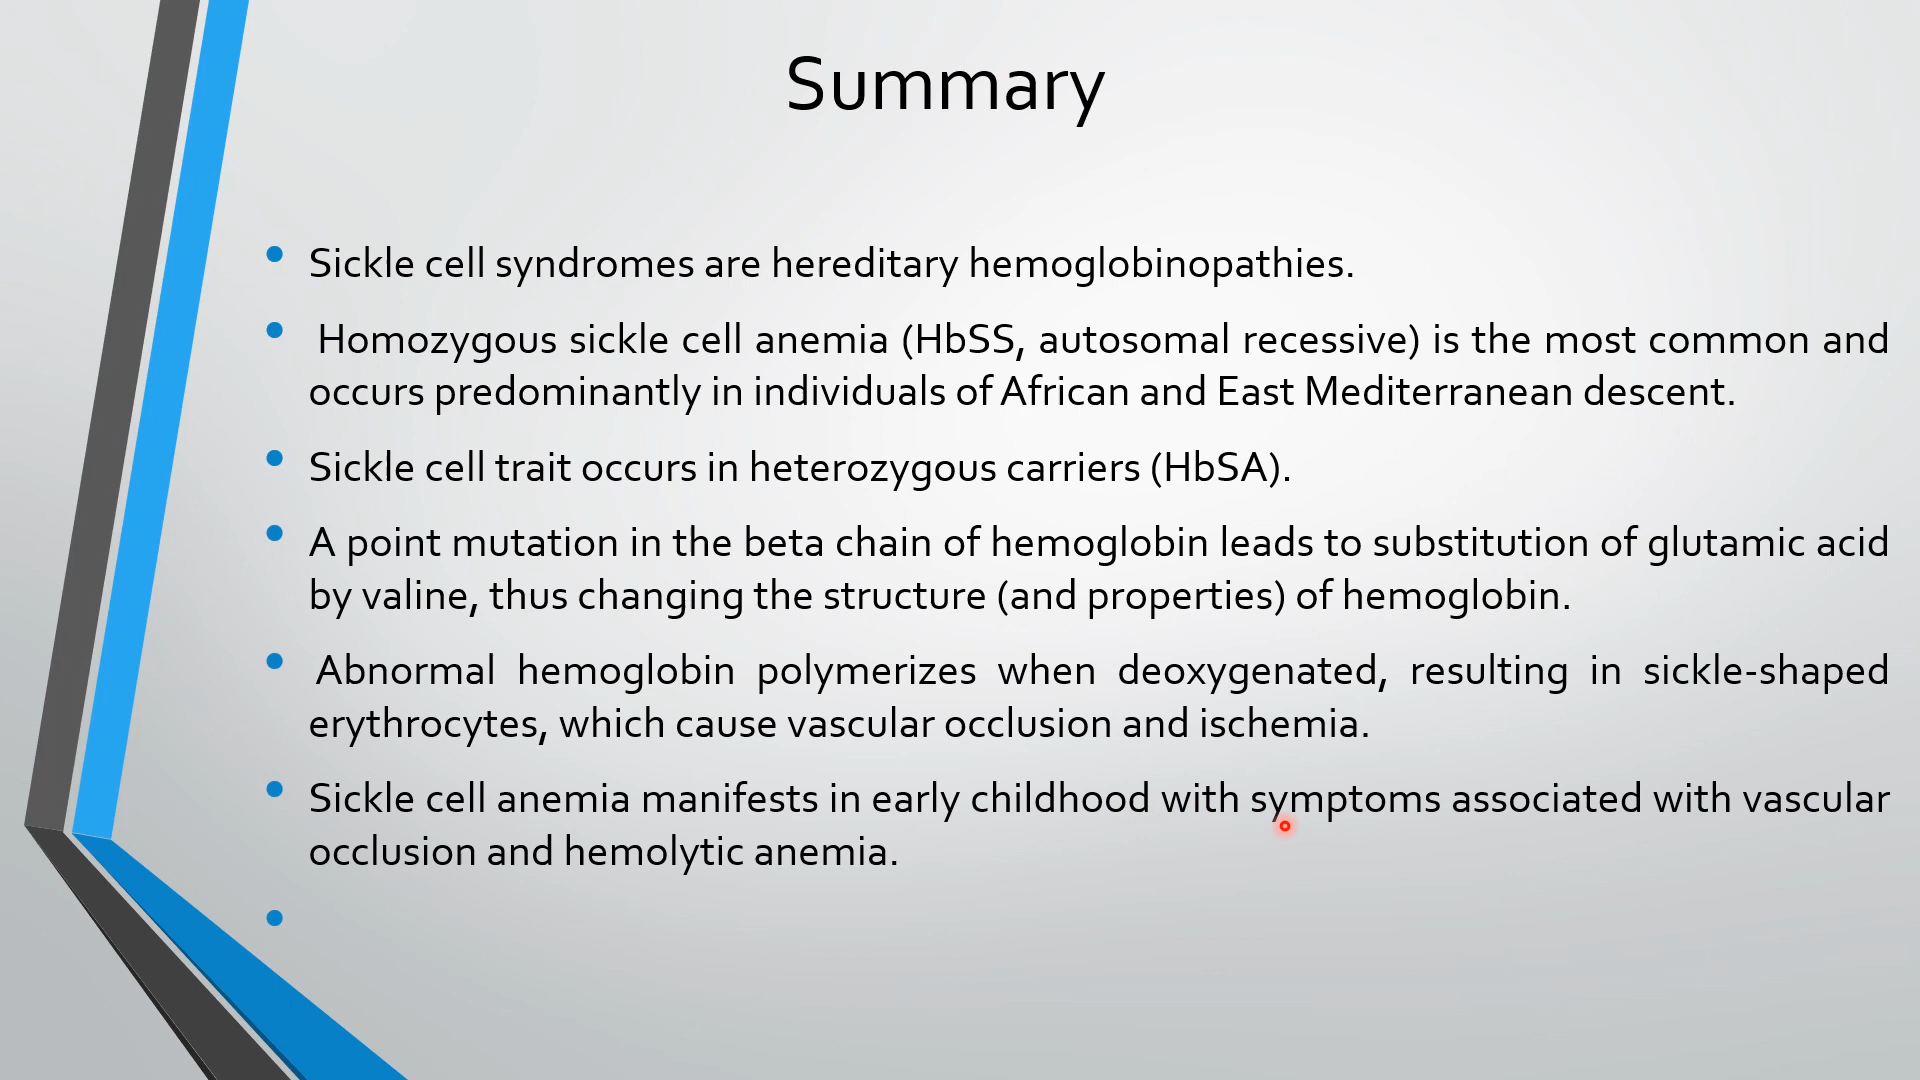 Summary
• Sickle cell syndromes are hereditary hemoglobinopathies.
• Homozygous sickle cell anemia (HbSS, autosomal recessive) is the most common and
occurs predominantly in individuals of African and East Mediterranean descent.
• Sickle cell trait occurs in heterozygous carriers (HbSA).
• A point mutation in the beta chain of hemoglobin leads to substitution of glutamic acid
by valine, thus changing the structure (and properties) of hemoglobin.
• Abnormal hemoglobin polymerizes when deoxygenated, resulting in sickle-shaped
erythrocytes, which cause vascular occlusion and ischemia.
• Sickle cell anemia manifests in early childhood with symptoms associated with vascular
occlusion and hemolytic anemia.
•